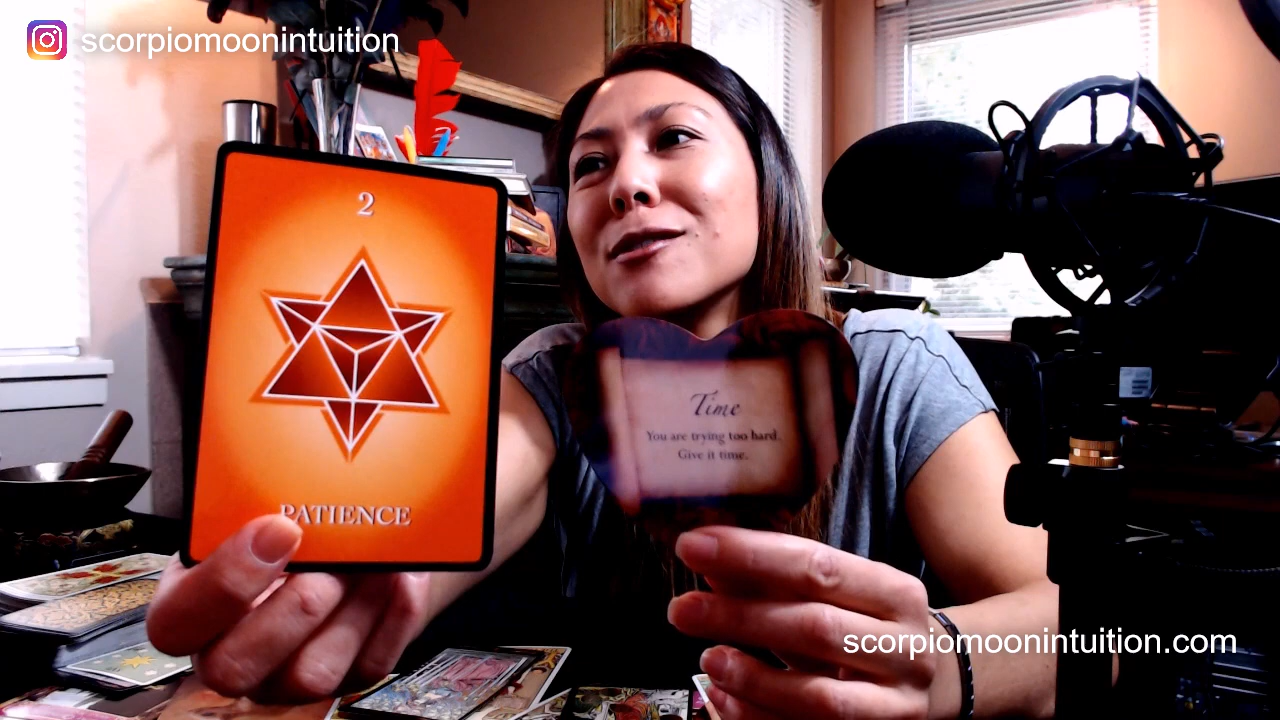 scorpiomoonintuition
2
PATIENCE
Time
You are trying too hard.
Give it time.
scorpiomoonintuition.com